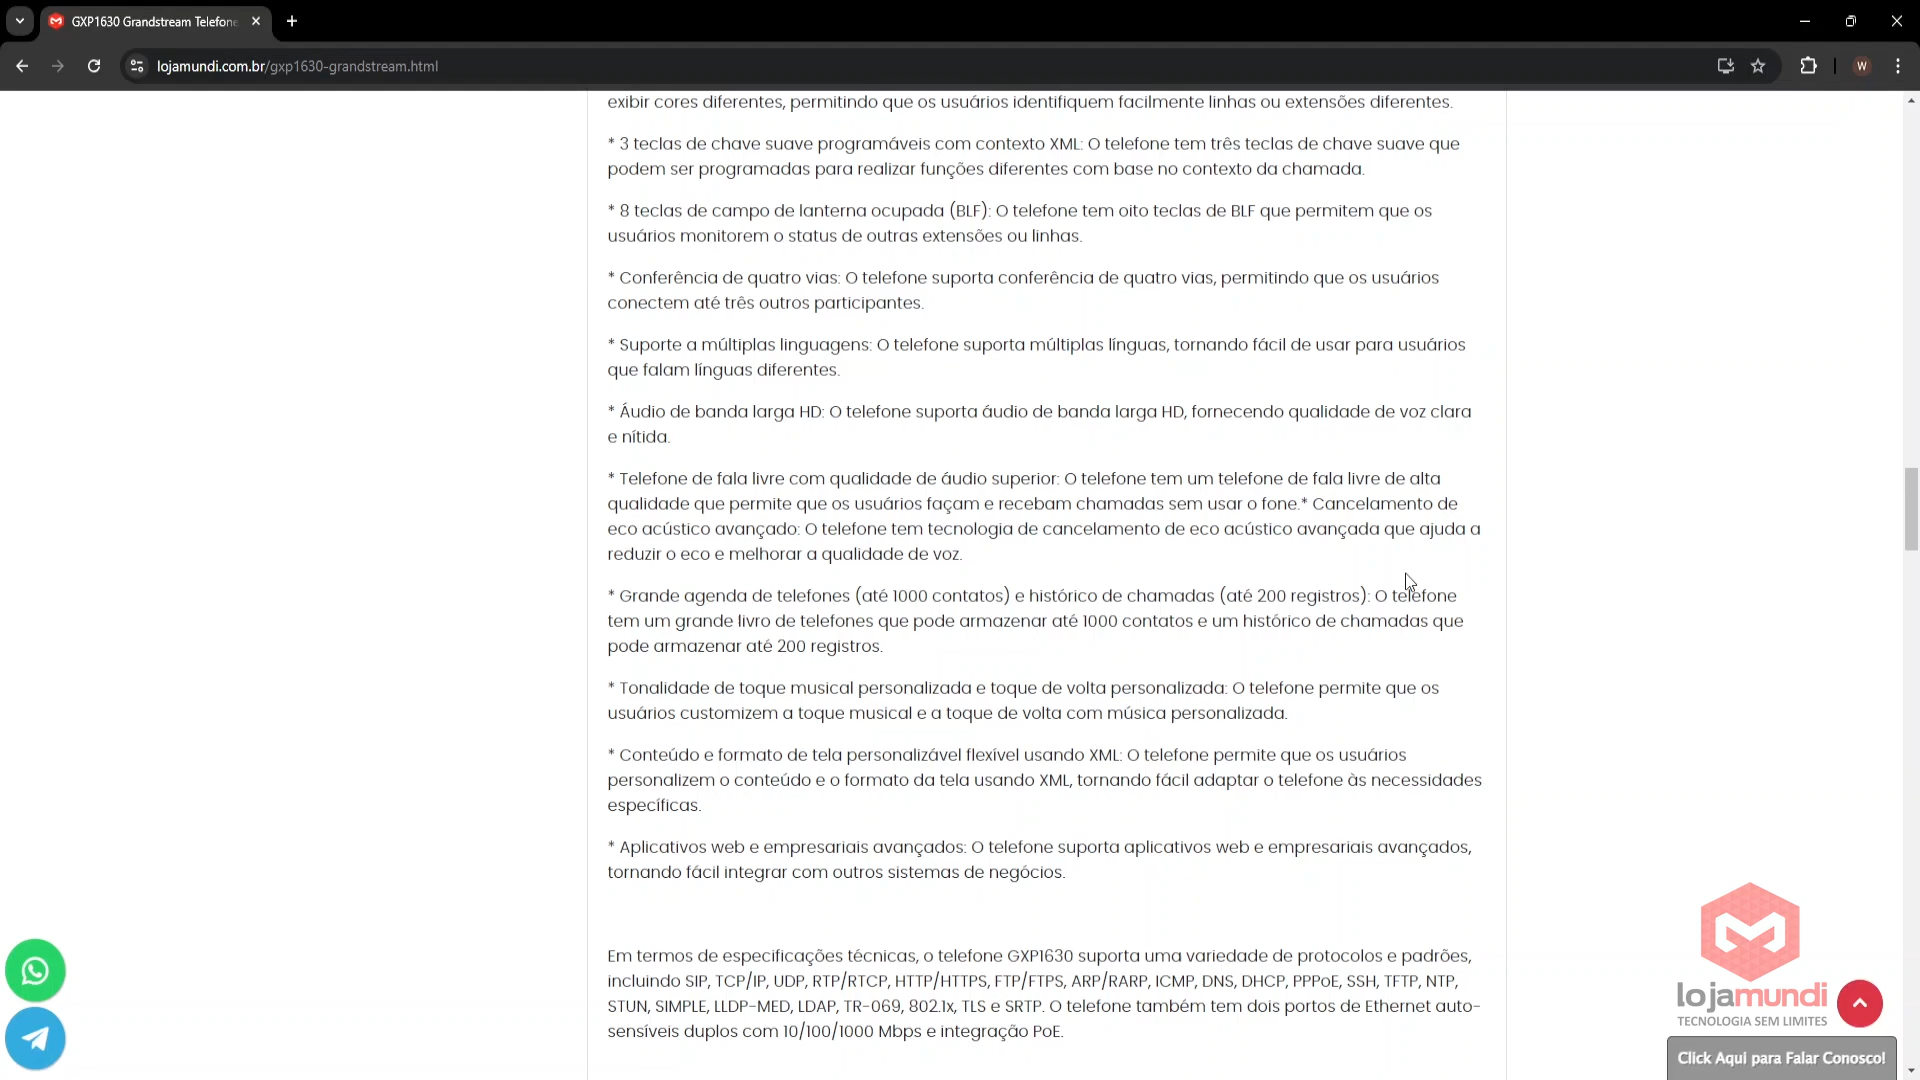 GXP1630 Grandstream Telefone
lojamundi.com.br/gxp1630-grandstream.html
W
exibir cores diferentes, permitindo que os usuários identifiquem facilmente linhas ou extensões diferentes.
* 3 teclas de chave suave programáveis com contexto XML: O telefone tem três teclas de chave suave que
podem ser programadas para realizar funções diferentes com base no contexto da chamada.
* 8 teclas de campo de lanterna ocupada (BLF): O telefone tem oito teclas de BLF que permitem que os
usuários monitorem o status de outras extensões ou linhas.
* Conferência de quatro vias: O telefone suporta conferência de quatro vias, permitindo que os usuários
conectem até três outros participantes.
* Suporte a múltiplas linguagens: O telefone suporta múltiplas línguas, tornando fácil de usar para usuários
que falam línguas diferentes.
* Áudio de banda larga HD: O telefone suporta áudio de banda larga HD, fornecendo qualidade de voz clara
e nítida.
* Telefone de fala livre com qualidade de áudio superior: O telefone tem um telefone de fala livre de alta
qualidade que permite que os usuários façam e recebam chamadas sem usar o fone.* Cancelamento de
eco acústico avançado: O telefone tem tecnologia de cancelamento de eco acústico avançada que ajuda a
reduzir o eco e melhorar a qualidade de voz.
* Grande agenda de telefones (até 1000 contatos) e histórico de chamadas (até 200 registros): O telefone
tem um grande livro de telefones que pode armazenar até 1000 contatos e um histórico de chamadas que
pode armazenar até 200 registros.
* Tonalidade de toque musical personalizada e toque de volta personalizada: O telefone permite que os
usuários customizem a toque musical e a toque de volta com música personalizada.
* Conteúdo e formato de tela personalizável flexível usando XML: O telefone permite que os usuários
personalizem o conteúdo e o formato da tela usando XML, tornando fácil adaptar o telefone às necessidades
específicas.
* Aplicativos web e empresariais avançados: O telefone suporta aplicativos web e empresariais avançados,
tornando fácil integrar com outros sistemas de negócios.
Em termos de especificações técnicas, o telefone GXP1630 suporta uma variedade de protocolos e padrões,
incluindo SIP, TCP/IP, UDP, RTP/RTCP, HTTP/HTTPS, FTP/FTPS, ARP/RARP, ICMP, DNS, DHCP, PPPoE, SSH, TFTP, NTP,
STUN, SIMPLE, LLDP-MED, LDAP, TR-069, 802.1x, TLS e SRTP. O telefone também tem dois portos de Ethernet auto-
sensíveis duplos com 10/100/1000 Mbps e integração PoE.
lojamundi
TECNOLOGIA SEM LIMITES
Click Aqui para Falar Conosco!